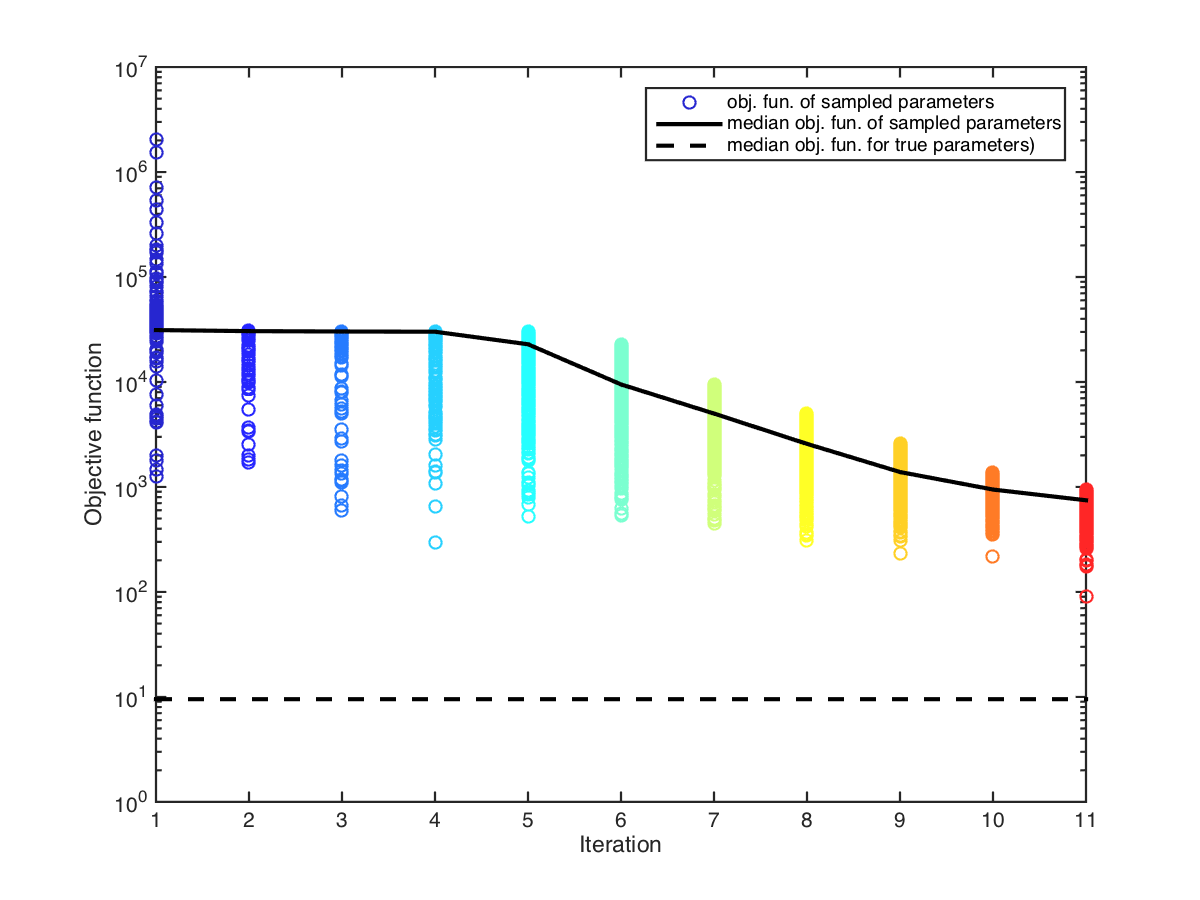 10^7
10^6
10^5
10^4
10^3
10^2
10^1
10^0
Objective function
obj. fun. of sampled parameters
median obj. fun. of sampled parameters
median obj. fun. for true parameters)
1 2 3 4 5 6 7 8 9 10 11
Iteration